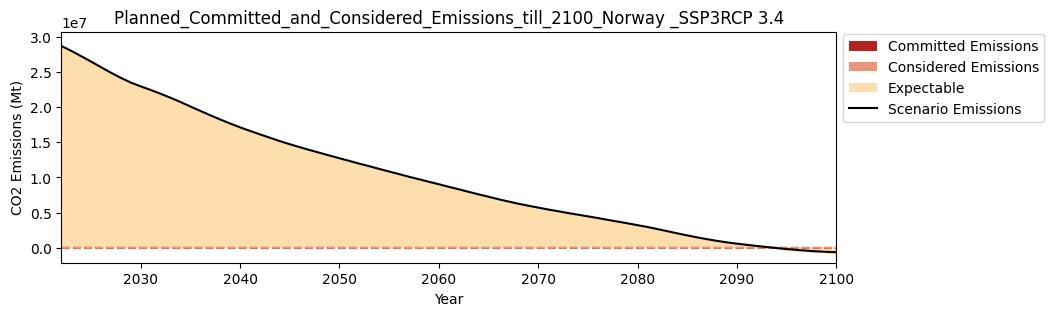 Planned_Committed_and_Considered_Emissions_till_2100_Norway _SSP3RCP 3.4
1e7
3.0
2.5
2.0
1.5
1.0
0.5
0.0
CO2 Emissions (Mt)
2030 2040 2050 2060 2070 2080 2090 2100
Year
Committed Emissions
Considered Emissions
Expectable
Scenario Emissions